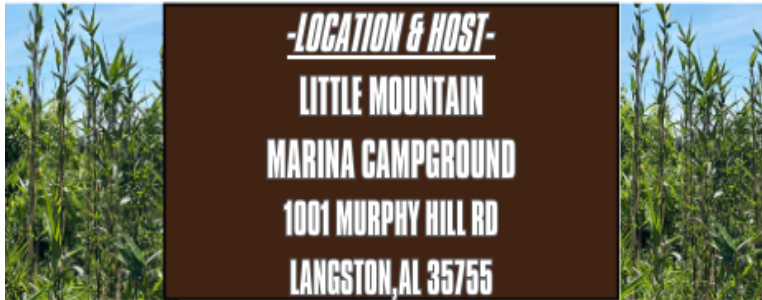 -LOCATION & HOST-
LITTLE MOUNTAIN
MARINA CAMPGROUND
1001 MURPHY HILL RD
LANGSTON,AL 35755